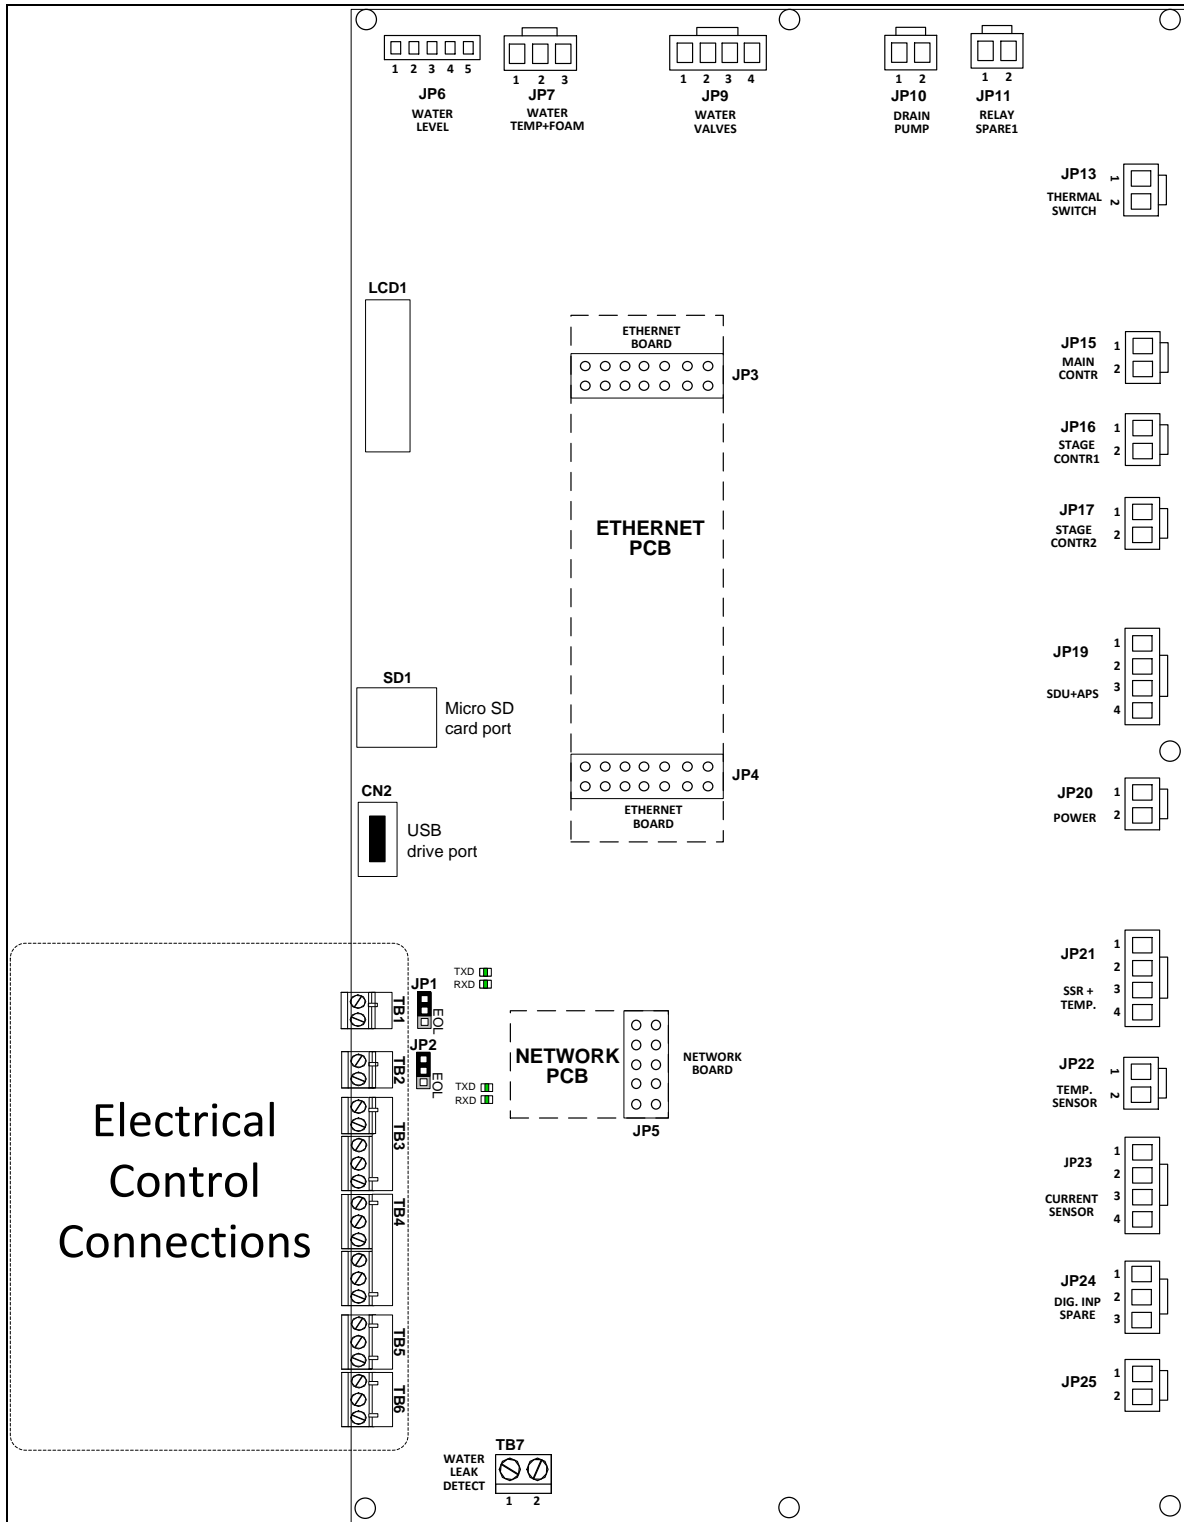 1 2 3 4 5
JP6
WATER
LEVEL
1 2 3
JP7
WATER
TEMP+FOAM
1 2 3 4
JP9
WATER
VALVES
1 2
JP10
DRAIN
PUMP
1 2
JP11
RELAY
SPARE1
JP13
THERMAL
SWITCH
1
2
LCD1
ETHERNET
BOARD
JP3
JP15
MAIN
CONTR
1
2
JP16
STAGE
CONTR1
1
2
ETHERNET
PCB
JP17
STAGE
CONTR2
1
2
JP19
SDU+APS
1
2
3
4
SD1
Micro SD
card port
JP4
ETHERNET
BOARD
CN2
USB
drive port
JP20
POWER
1
2
JP21
SSR +
TEMP.
1
2
3
4
TXD
RXD
JP1
EOL
TB1
JP2
EOL
TB2
TXD
RXD
NETWORK
PCB
NETWORK
BOARD
JP5
JP22
TEMP.
SENSOR
1
2
Electrical
Control
Connections
TB3
TB4
TB5
TB6
JP23
CURRENT
SENSOR
1
2
3
4
JP24
DIG. INP
SPARE
1
2
3
JP25
1
2
TB7
WATER
LEAK
DETECT
1 2